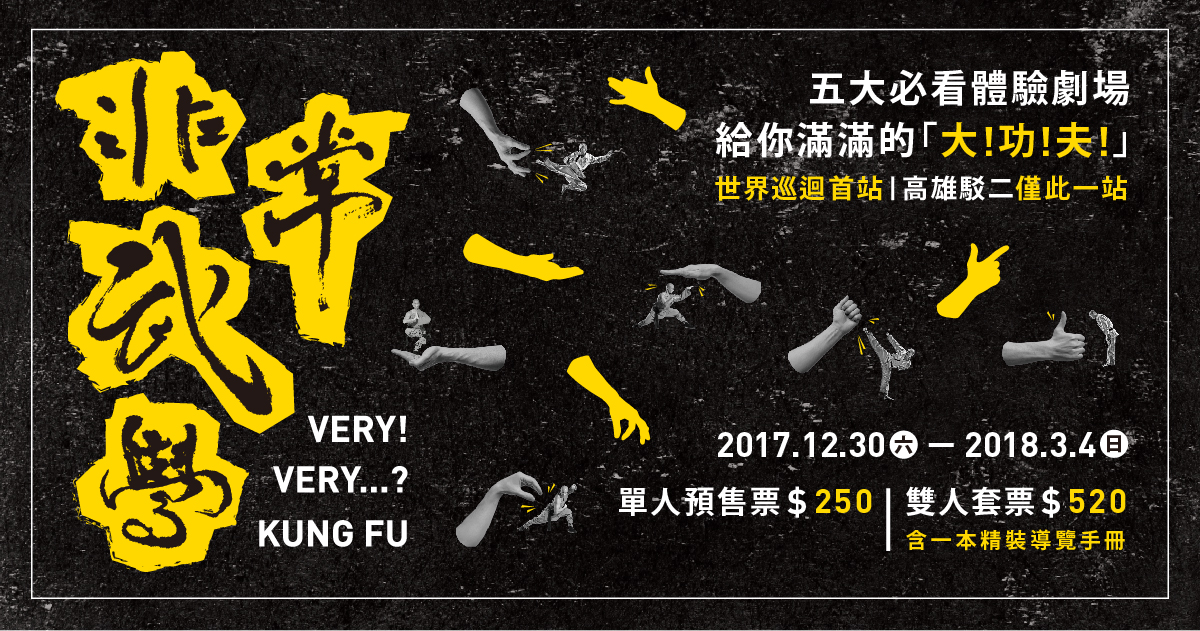 非常武學
VERY!
VERY...?
KUNG FU
五大必看體驗劇場
給你滿滿的「大!功!夫!」
世界巡迴首站|高雄駁二僅此一站
2017.12.30六 — 2018.3.4日
單人預售票$250|雙人套票$520
含一本精裝導覽手冊